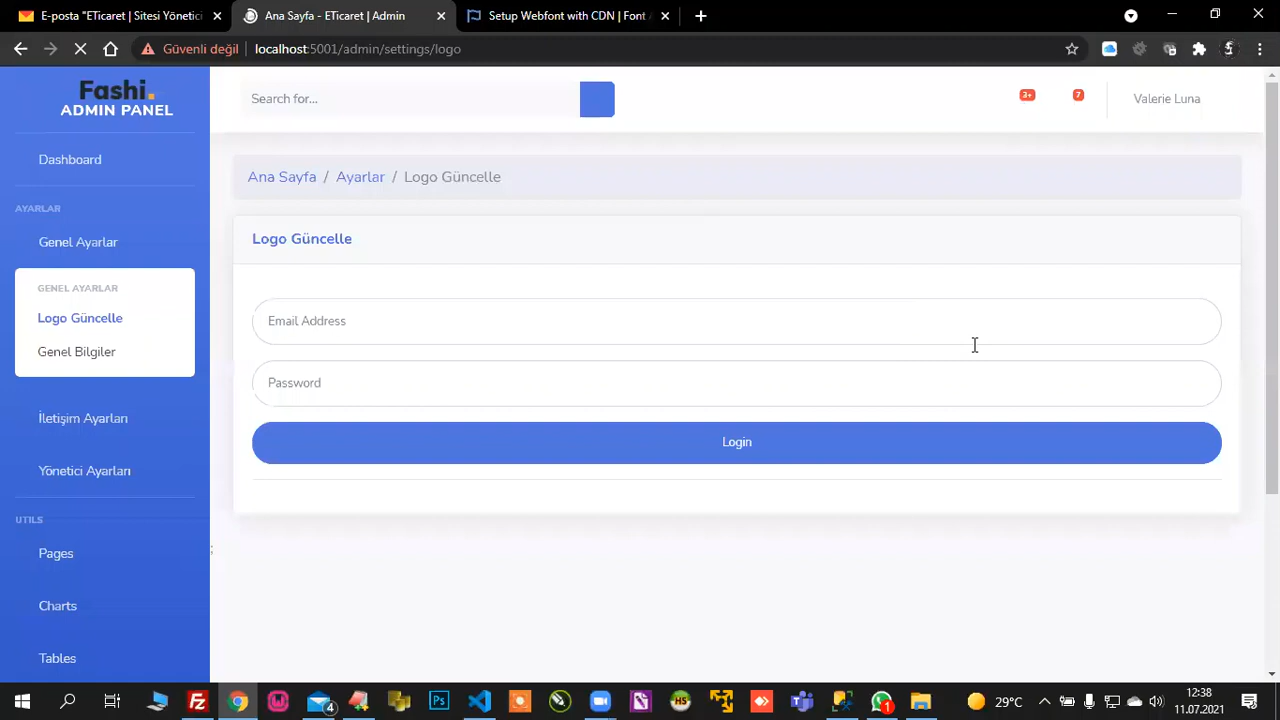 E-posta "ETicaret | Sitesi Yönetici
Ana Sayfa - ETicaret | Admin
Setup Webfont with CDN | Font A
Güvenli değil
localhost:5001/admin/settings/logo
Fashi.
ADMIN PANEL
Search for...
3+
7
Valerie Luna
Dashboard
AYARLAR
Genel Ayarlar
GENEL AYARLAR
Logo Güncelle
Genel Bilgiler
İletişim Ayarları
Yönetici Ayarları
UTILS
Pages
Charts
Tables
Ana Sayfa / Ayarlar / Logo Güncelle
Logo Güncelle
Email Address
Password
Login
;
4
1
29°C
12:38
11.07.2021